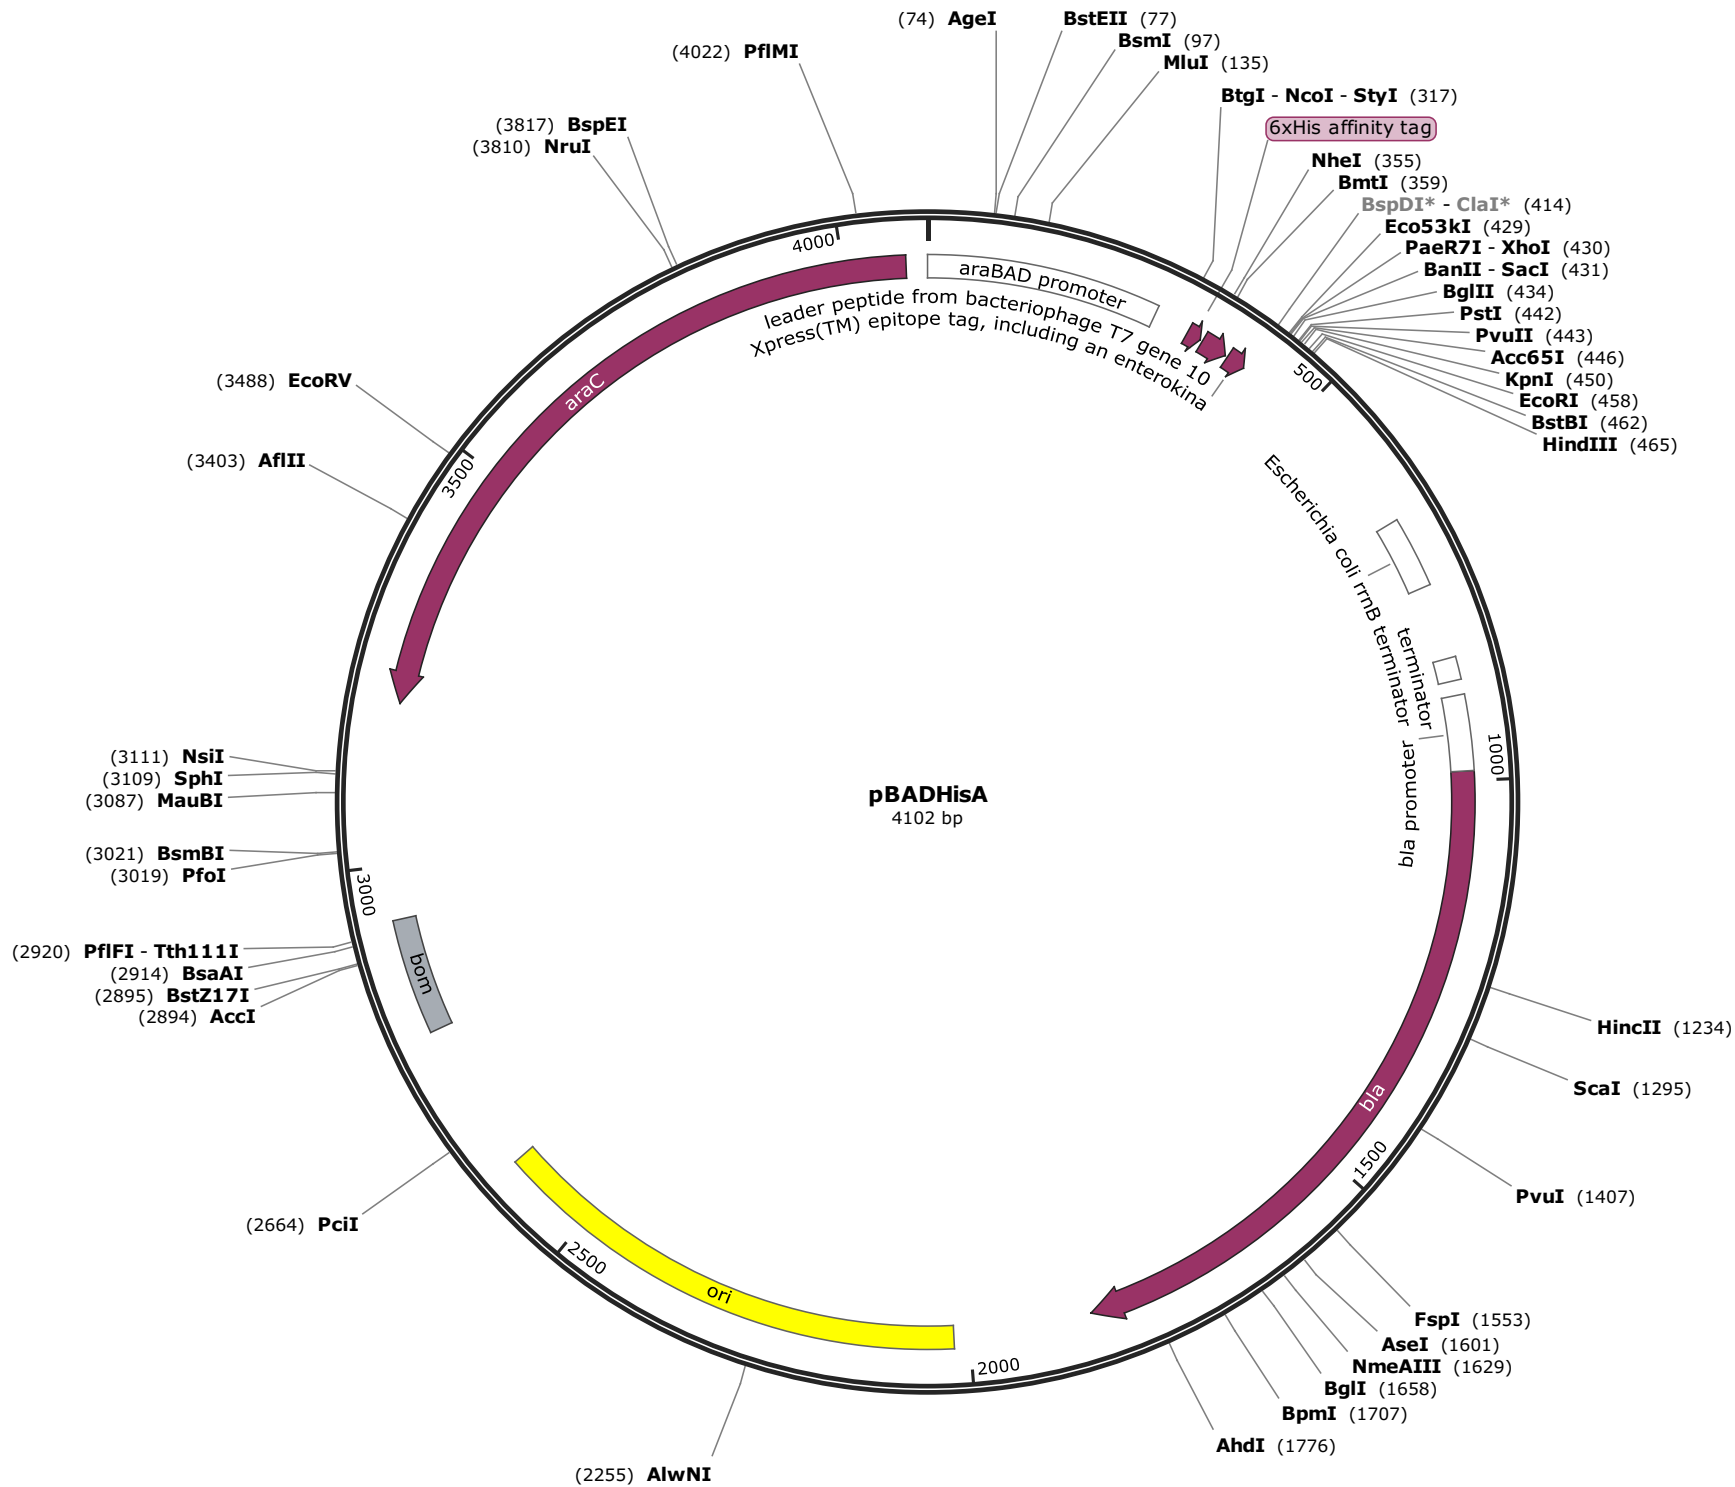 (74) AgeI
BstEII (77)
BsmI (97)
MluI (135)
BtgI - NcoI - StyI (317)
6xHis affinity tag
NheI (355)
BmtI (359)
BspDI* - ClaI* (414)
Eco53kI (429)
PaeR7I - XhoI (430)
BanII - SacI (431)
BglII (434)
PstI (442)
PvuII (443)
Acc65I (446)
KpnI (450)
EcoRI (458)
BstBI (462)
HindIII (465)
HincII (1234)
ScaI (1295)
PvuI (1407)
FspI (1553)
AseI (1601)
NmeAIII (1629)
BglI (1658)
BpmI (1707)
AhdI (1776)
(2255) AlwNI
(2664) PciI
(2894) AccI
(2895) BstZ17I
(2914) BsaAI
(2920) PflFI - Tth111I
(3019) PfoI
(3021) BsmBI
(3087) MauBI
(3109) SphI
(3111) NsiI
(3403) AflII
(3488) EcoRV
(3810) NruI
(3817) BspEI
(4022) PflMI
500
1000
1500
2000
2500
3000
3500
4000
araBAD promoter
leader peptide from bacteriophage T7 gene 10
Xpress(TM) epitope tag, including an enterokina
Escherichia coli rrnB terminator
terminator
bla promoter
bla
ori
bom
araC
pBADHisA
4102 bp